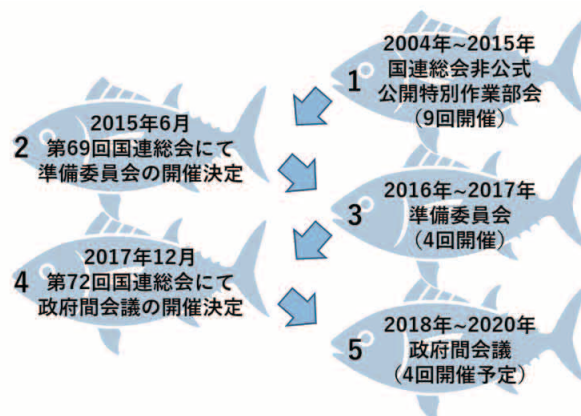 1
2004年~2015年
国連総会非公式
公開特別作業部会
(9回開催)
2
2015年6月
第69回国連総会にて
準備委員会の開催決定
3
2016年~2017年
準備委員会
(4回開催)
4
2017年12月
第72回国連総会にて
政府間会議の開催決定
5
2018年~2020年
政府間会議
(4回開催予定)